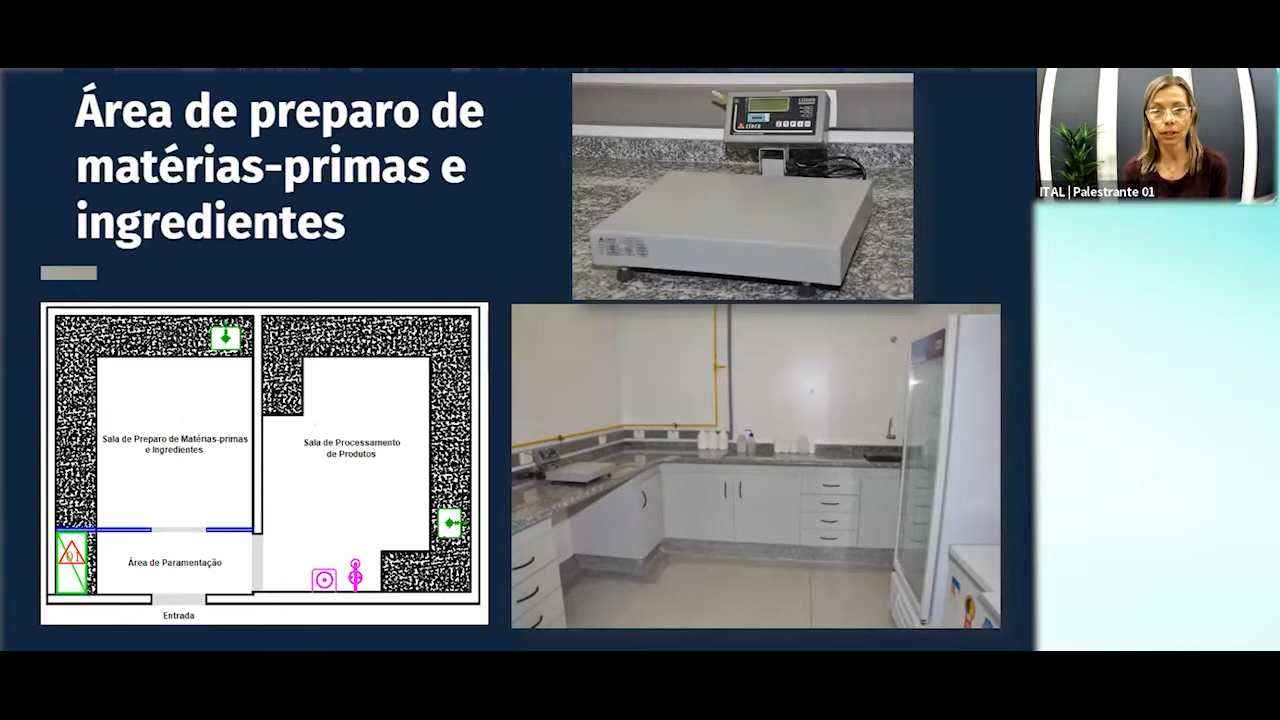 Área de preparo de
matérias-primas e
ingredientes
ITAL | Palestrante 01
Sala de Preparo de Matérias-primas
e Ingredientes
Sala de Processamento
de Produtos
Área de Paramentação
Entrada